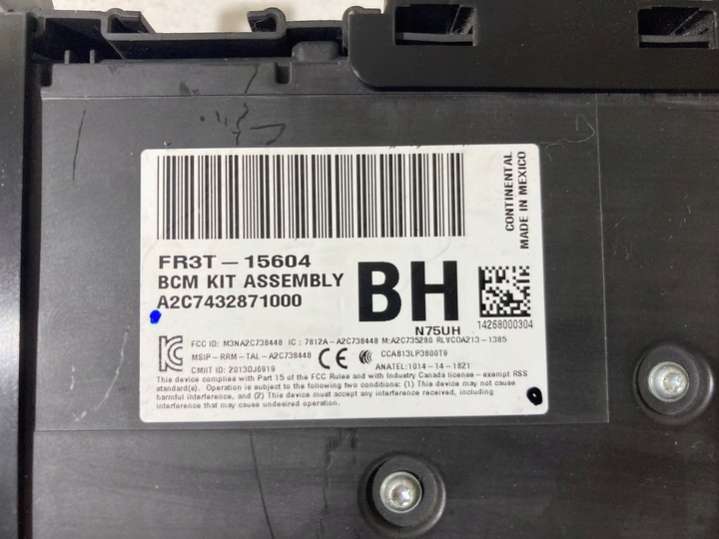 CONTINENTAL
MADE IN MEXICO
FR3T-15604
BCM KIT ASSEMBLY
A2C7432871000
BH
N75UH
14268000304
FCC ID: M3NA2C738448 IC: 7812A-A2C738448 M:A2C735280 RLVCOA213-1385
MSIP-RRM-TAL-A2C738448 CE CCAB13LP3800T9
CMIIT ID: 2013DJ6919 ANATEL:1014-14-1821
This device complies with Part 15 of the FCC Rules and with Industry Canada license-exempt RSS
standard(s). Operation is subject to the following two conditions: (1) This device may not cause
harmful interference, and (2) This device must accept any interference received, including
interference that may cause undesired operation.